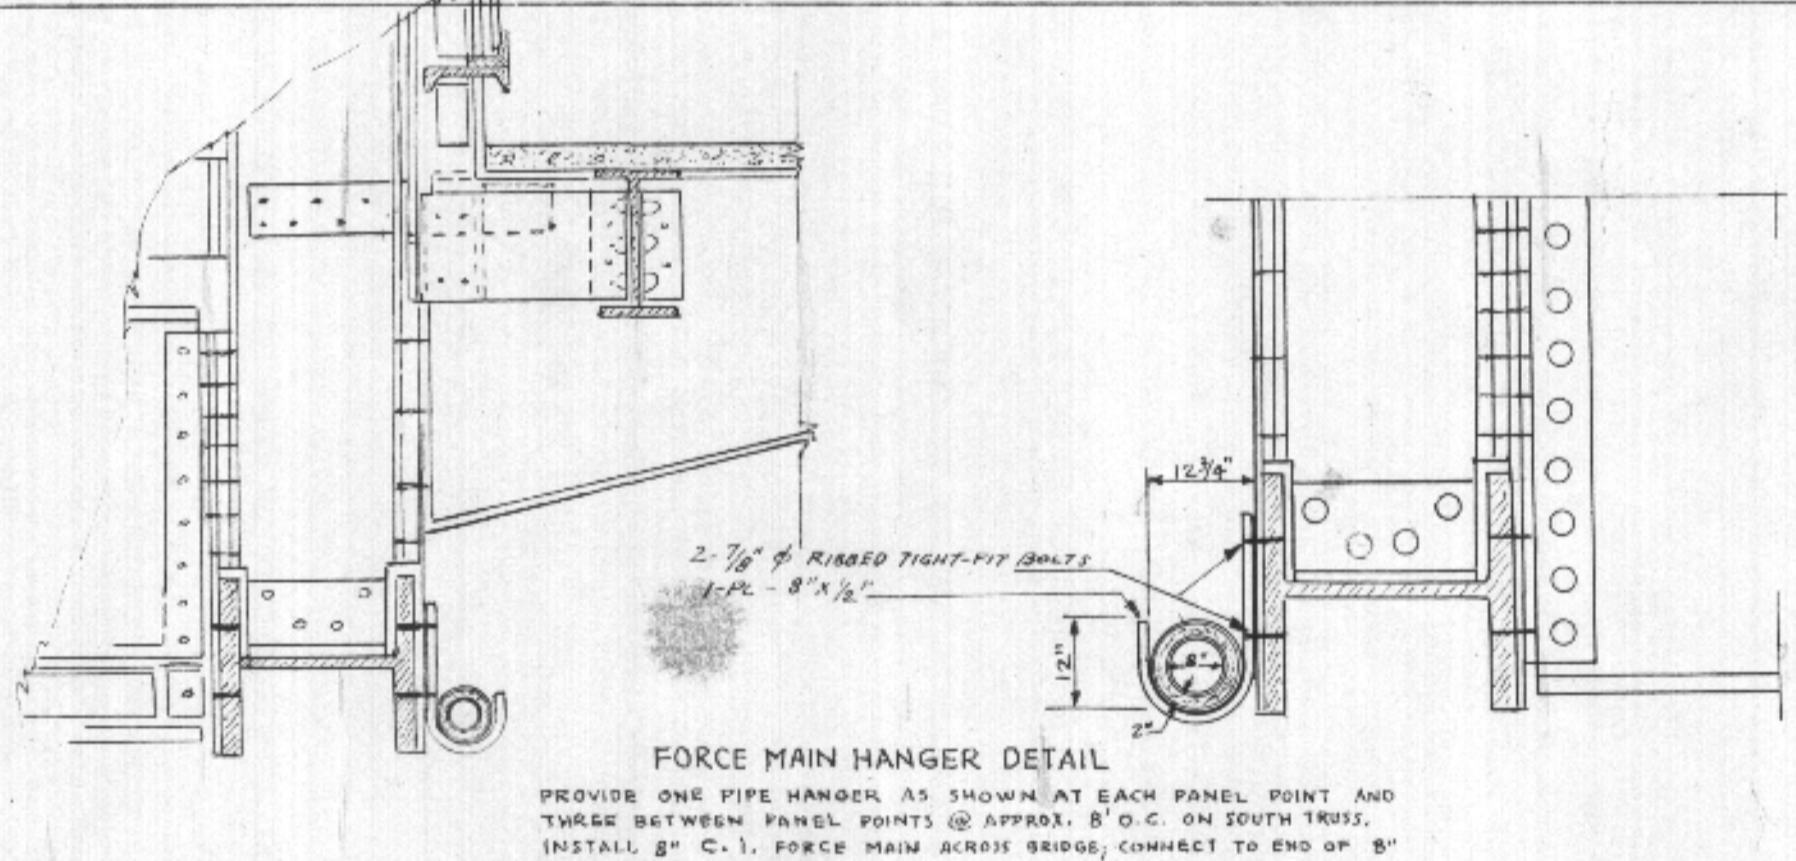 12 3/4"
2-7/8" ϕ RIBBED TIGHT-FIT BOLTS
1-PL - 8" x 1/2"
12"
8"
2"
FORCE MAIN HANGER DETAIL
PROVIDE ONE PIPE HANGER AS SHOWN AT EACH PANEL POINT AND
THREE BETWEEN PANEL POINTS @ APPROX. 8' O.C. ON SOUTH TRUSS.
INSTALL 8" C.I. FORCE MAIN ACROSS BRIDGE; CONNECT TO END OF 8"